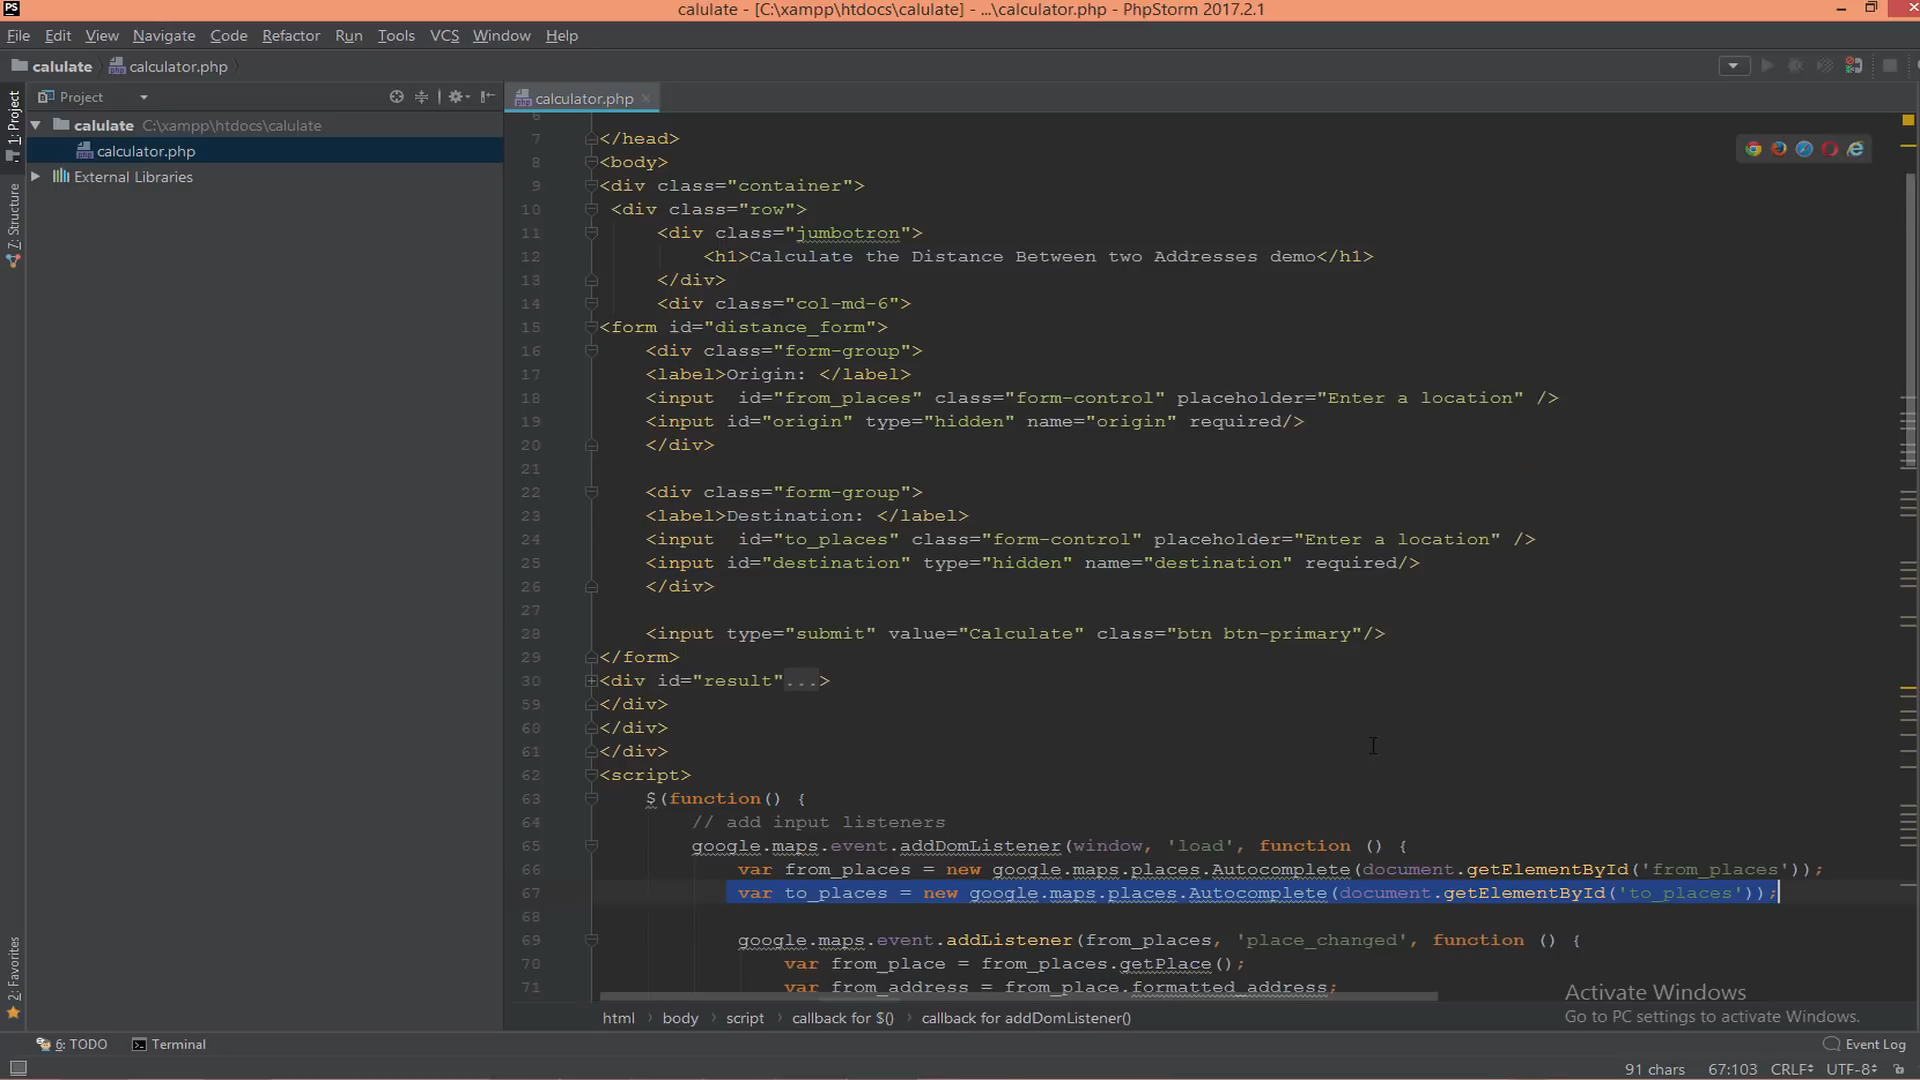 PS
calulate - [C:\xampp\htdocs\calulate] - ...\calculator.php - PhpStorm 2017.2.1
File Edit View Navigate Code Refactor Run Tools VCS Window Help
calulate calculator.php
1: Project
7: Structure
2: Favorites
Project
calulate C:\xampp\htdocs\calulate
calculator.php
External Libraries
calculator.php
6
7 </head>
8 <body>
9 <div class="container">
10 <div class="row">
11 <div class="jumbotron">
12 <h1>Calculate the Distance Between two Addresses demo</h1>
13 </div>
14 <div class="col-md-6">
15 <form id="distance_form">
16 <div class="form-group">
17 <label>Origin: </label>
18 <input  id="from_places" class="form-control" placeholder="Enter a location" />
19 <input id="origin" type="hidden" name="origin" required/>
20 </div>
21
22 <div class="form-group">
23 <label>Destination: </label>
24 <input  id="to_places" class="form-control" placeholder="Enter a location" />
25 <input id="destination" type="hidden" name="destination" required/>
26 </div>
27
28 <input type="submit" value="Calculate" class="btn btn-primary"/>
29 </form>
30 <div id="result"...>
59 </div>
60 </div>
61 </div>
62 <script>
63 $(function() {
64 // add input listeners
65 google.maps.event.addDomListener(window, 'load', function () {
66 var from_places = new google.maps.places.Autocomplete(document.getElementById('from_places'));
67 var to_places = new google.maps.places.Autocomplete(document.getElementById('to_places'));
68
69 google.maps.event.addListener(from_places, 'place_changed', function () {
70 var from_place = from_places.getPlace();
71 var from_address = from_place.formatted_address;
Activate Windows
Go to PC settings to activate Windows.
html body script callback for $() callback for addDomListener()
6: TODO Terminal Event Log
91 chars 67:103 CRLF UTF-8